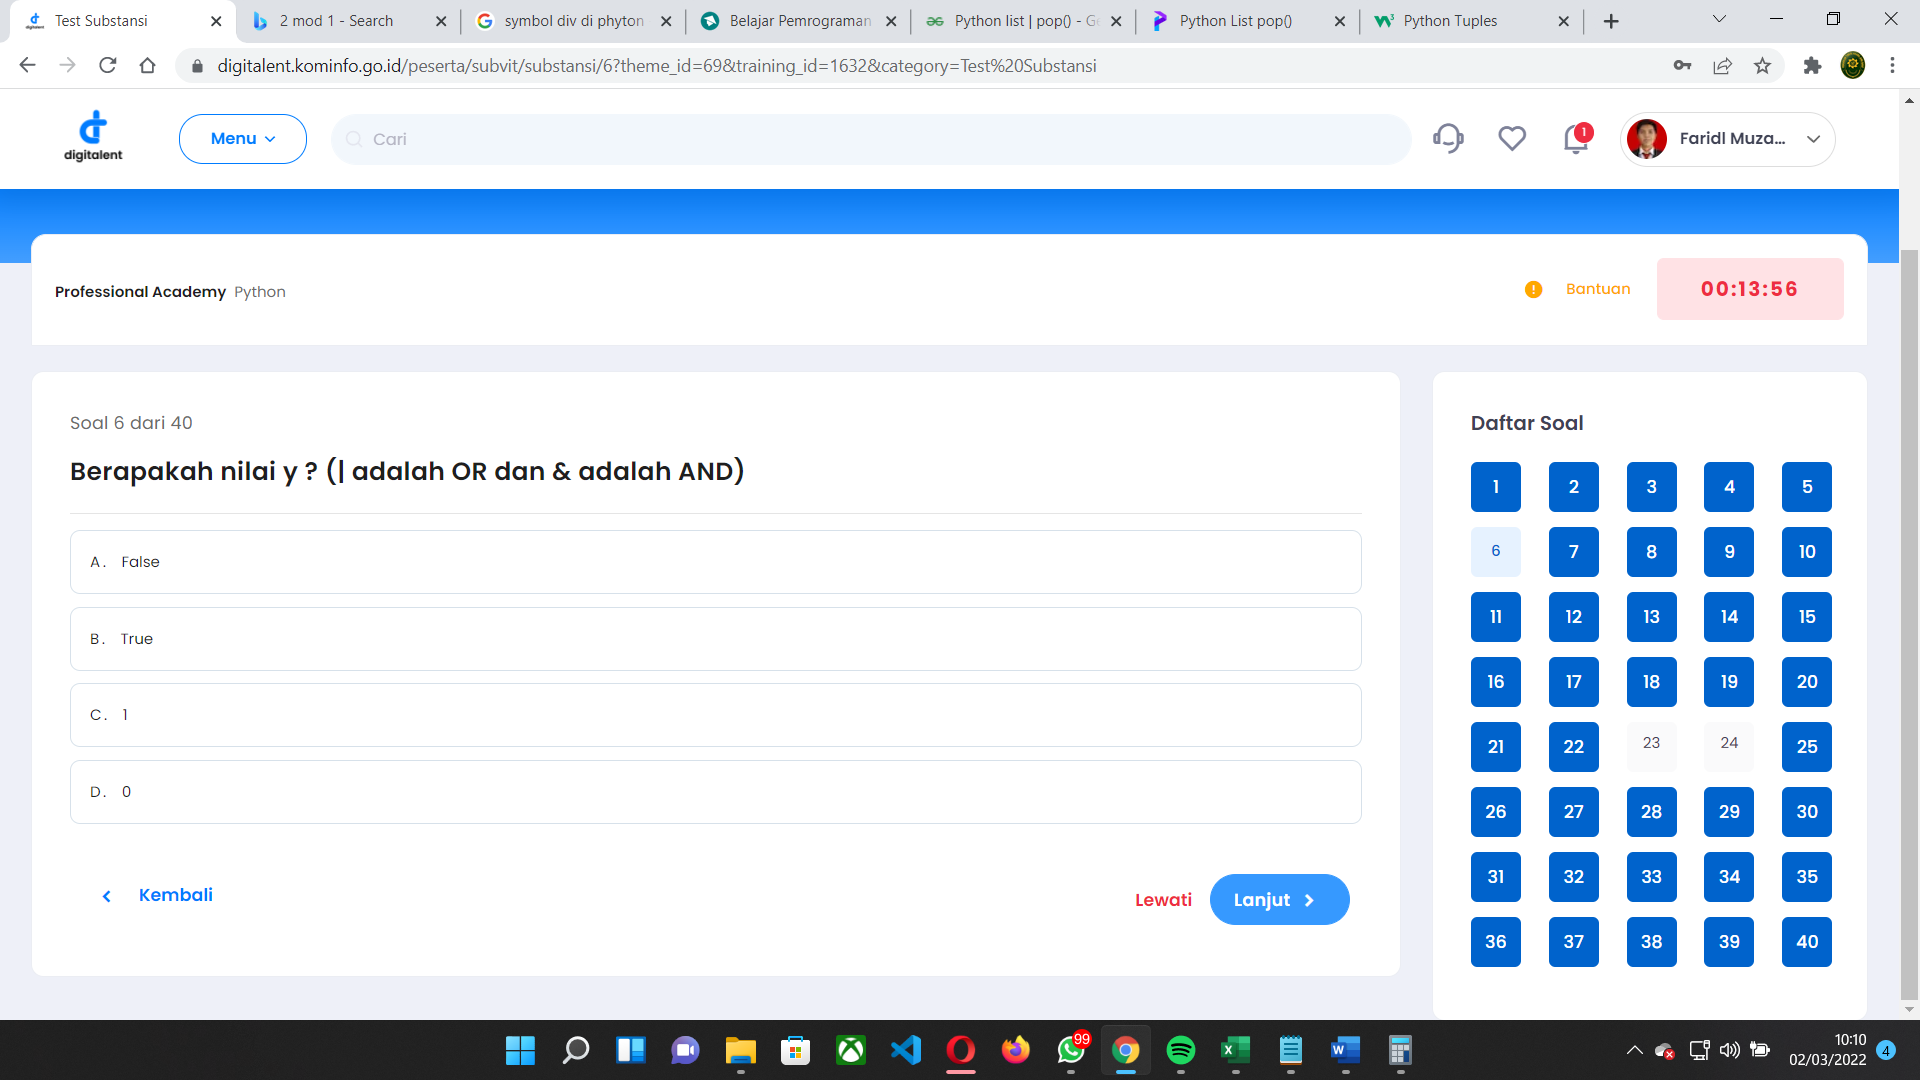 Test Substansi
2 mod 1 - Search
symbol div di phyton
Belajar Pemrograman
Python list | pop() - Ge
Python List pop()
Python Tuples
digitalent.kominfo.go.id/peserta/subvit/substansi/6?theme_id=69&training_id=1632&category=Test%20Substansi
digitalent
Menu
Cari
1
Faridl Muza...
Professional Academy Python
Bantuan
00:13:56
Soal 6 dari 40
Berapakah nilai y ? (| adalah OR dan & adalah AND)
A. False
B. True
C. 1
D. 0
Kembali
Lewati
Lanjut
Daftar Soal
1 2 3 4 5
6 7 8 9 10
11 12 13 14 15
16 17 18 19 20
21 22 23 24 25
26 27 28 29 30
31 32 33 34 35
36 37 38 39 40
99
10:10
02/03/2022
4